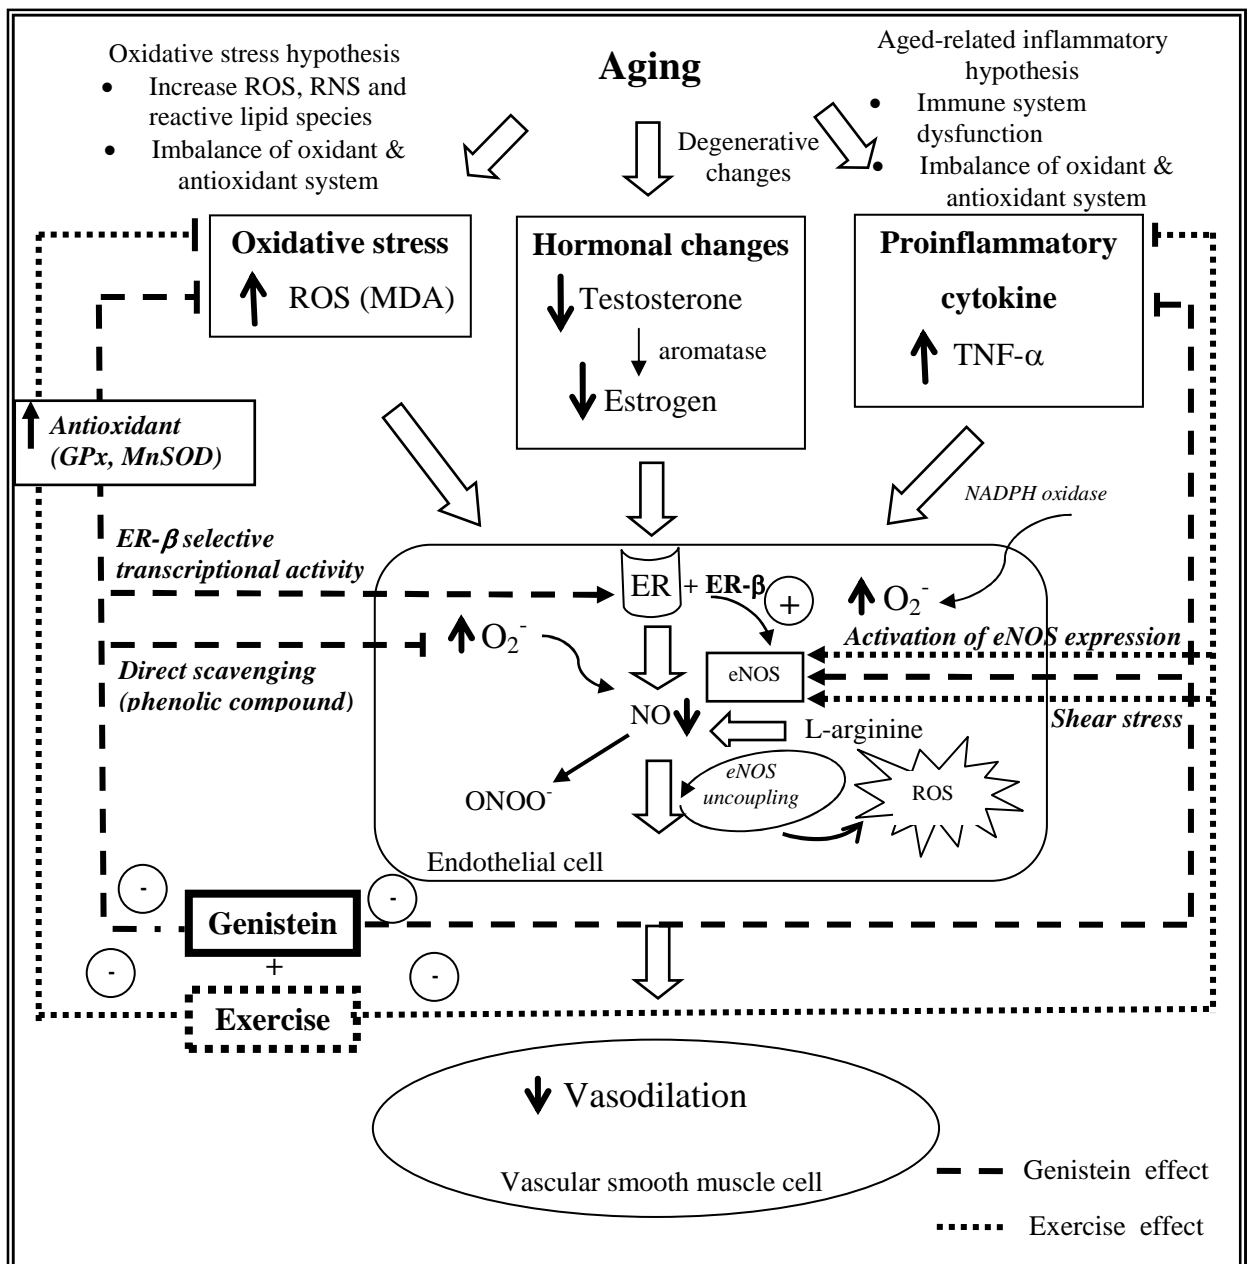 Oxidative stress hypothesis
• Increase ROS, RNS and
reactive lipid species
• Imbalance of oxidant &
antioxidant system
Aging
Degenerative
changes
Aged-related inflammatory
hypothesis
• Immune system
dysfunction
• Imbalance of oxidant &
antioxidant system
Oxidative stress
ROS (MDA)
Hormonal changes
Testosterone
aromatase
Estrogen
Proinflammatory
cytokine
TNF-α
Antioxidant
(GPx, MnSOD)
NADPH oxidase
ER-β selective
transcriptional activity
ER + ER-β
+
O₂⁻
O₂⁻
Activation of eNOS expression
Direct scavenging
(phenolic compound)
eNOS
Shear stress
NO
L-arginine
eNOS
uncoupling
ROS
ONOO⁻
Endothelial cell
-
-
Genistein
+
-
-
Exercise
Vasodilation
Vascular smooth muscle cell
Genistein effect
Exercise effect